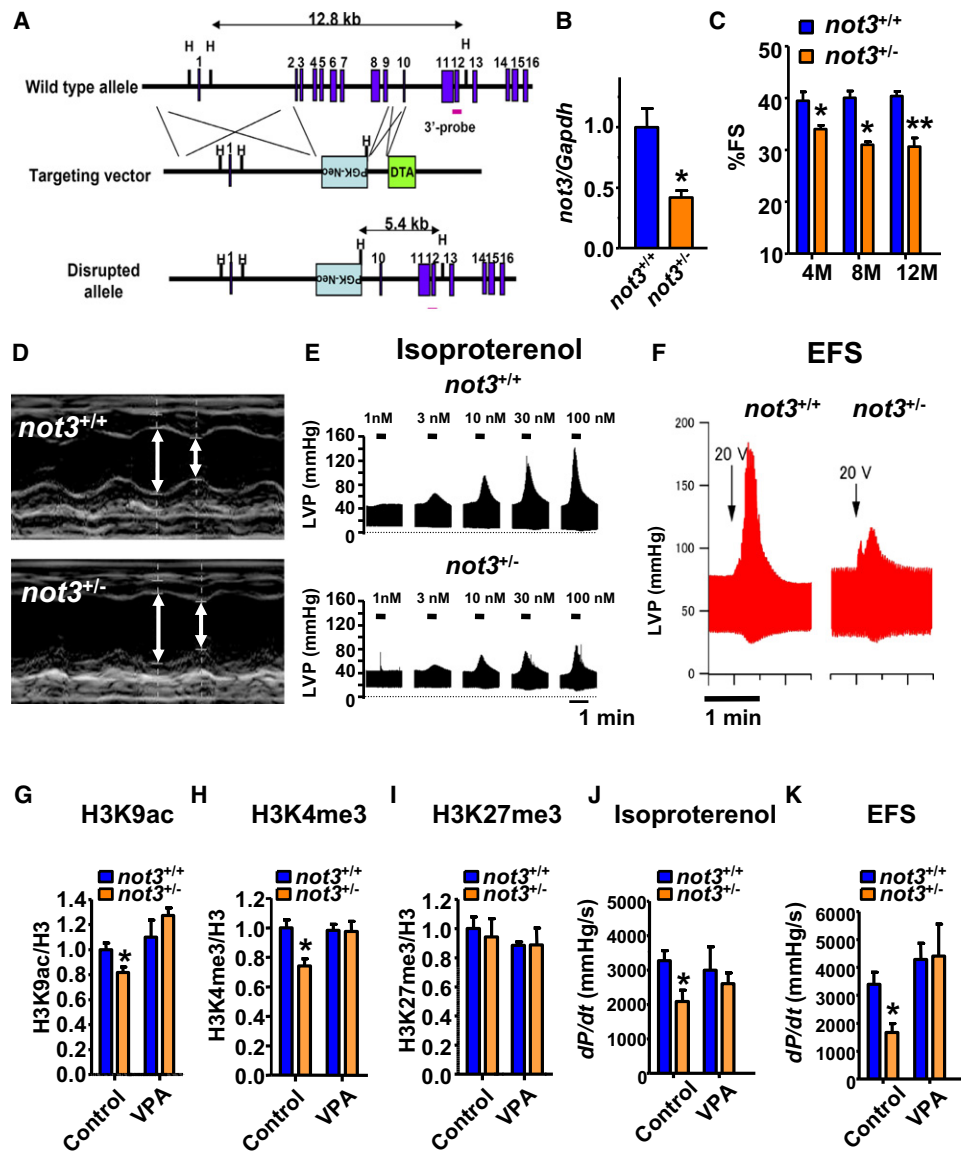 A
12.8 kb
H H 1 2 3 4 5 6 7 8 9 10 11 12 H 13 14 15 16
Wild type allele
3'-probe
H 1 H PGK-Neo H DTA
Targeting vector
5.4 kb
H 1 H PGK-Neo H 10 11 12 H 13 14 15 16
Disrupted
allele
B
not3/Gapdh
1.0
0.5
0.0
*
not3+/+
not3+/-
C
not3+/+
not3+/-
%FS
50
40
30
20
10
* * **
4M 8M 12M
D
not3+/+
not3+/-
E
Isoproterenol
not3+/+
1nM 3 nM 10 nM 30 nM 100 nM
LVP (mmHg)
160
120
80
40
0
not3+/-
1nM 3 nM 10 nM 30 nM 100 nM
LVP (mmHg)
160
120
80
40
0
1 min
F
EFS
not3+/+ not3+/-
LVP (mmHg)
200
150
100
50
0
20 V
20 V
1 min
G
H3K9ac
not3+/+
not3+/-
H3K9ac/H3
1.4
1.2
1.0
0.8
0.6
0.4
0.2
0.0
*
Control VPA
H
H3K4me3
not3+/+
not3+/-
H3K4me3/H3
1.2
1.0
0.8
0.6
0.4
0.2
0.0
*
Control VPA
I
H3K27me3
not3+/+
not3+/-
H3K27me3/H3
1.2
1.0
0.8
0.6
0.4
0.2
0.0
Control VPA
J
Isoproterenol
not3+/+
not3+/-
dP/dt (mmHg/s)
5000
4000
3000
2000
1000
0
*
Control VPA
K
EFS
not3+/+
not3+/-
dP/dt (mmHg/s)
6000
5000
4000
3000
2000
1000
0
*
Control VPA